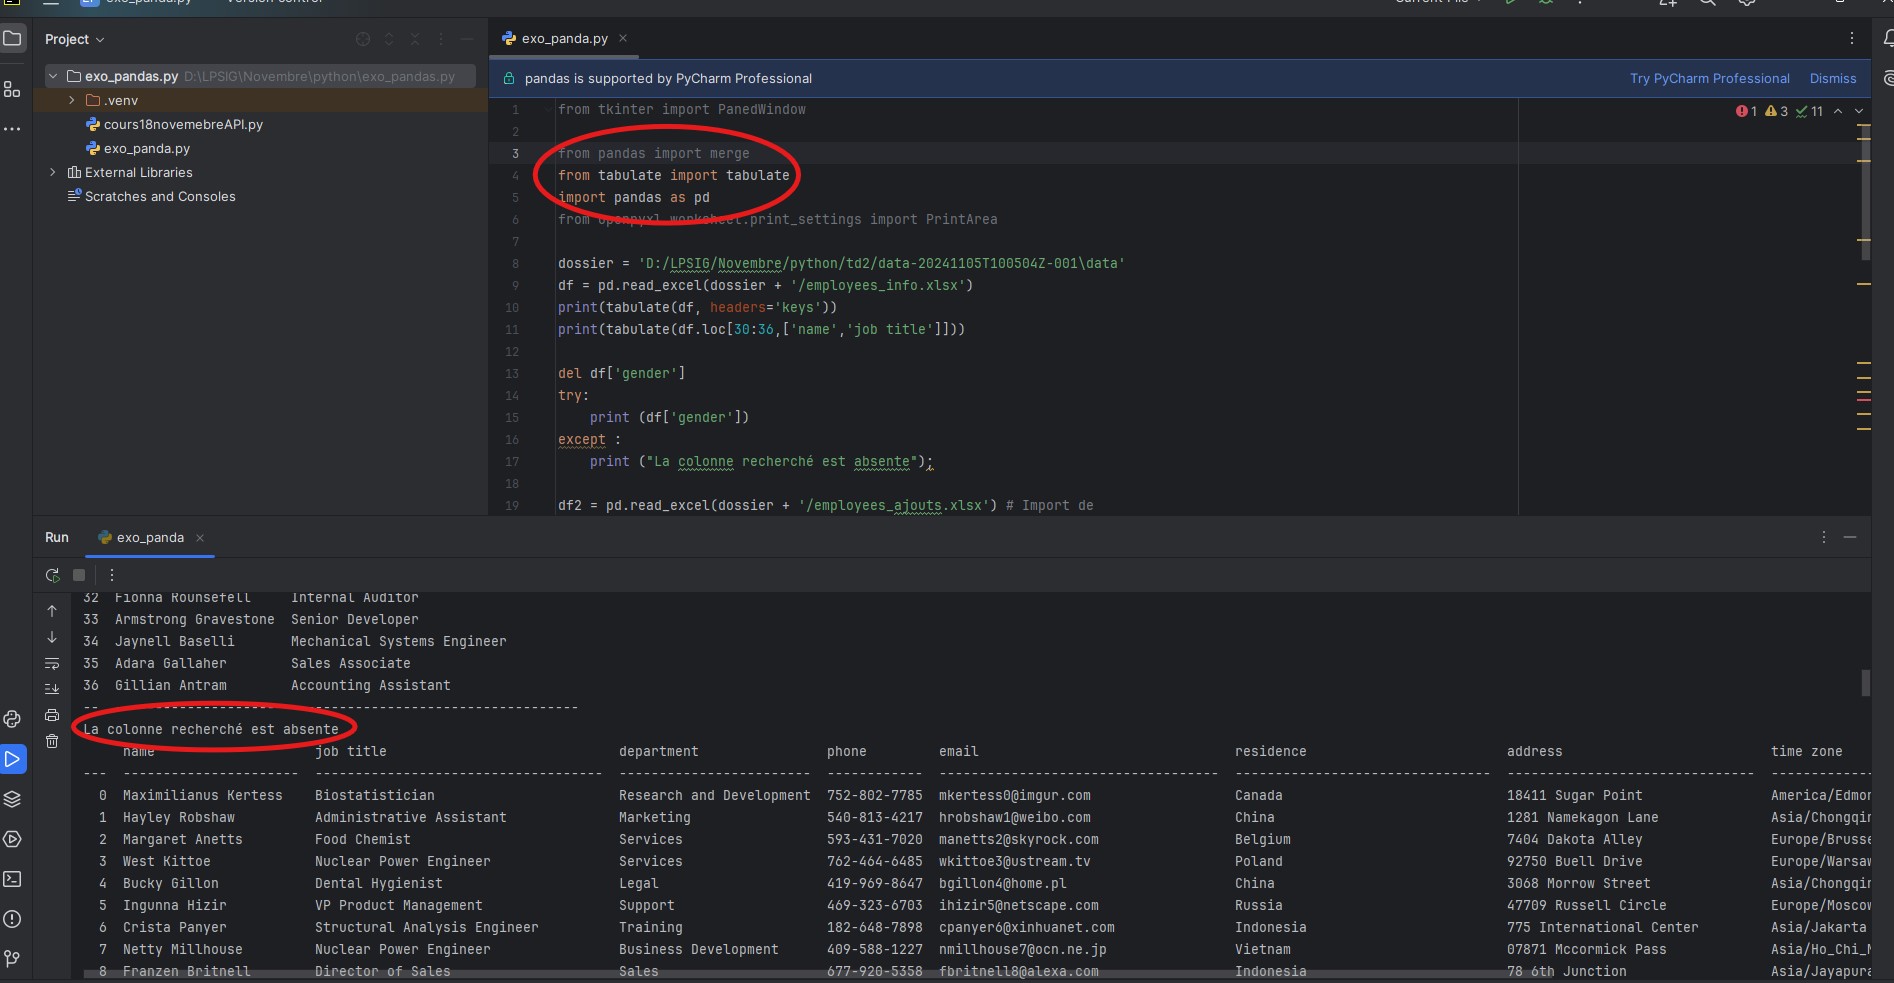 exo_panda.py
Version control
Current File
Project
exo_pandas.py D:\LPSIG\Novembre\python\exo_pandas.py
.venv
cours18novemebreAPI.py
exo_panda.py
External Libraries
Scratches and Consoles
exo_panda.py
pandas is supported by PyCharm Professional
Try PyCharm Professional Dismiss
1 3 11
1 from tkinter import PanedWindow
2
3 from pandas import merge
4 from tabulate import tabulate
5 import pandas as pd
6 from openpyxl.worksheet.print_settings import PrintArea
7
8 dossier = 'D:/LPSIG/Novembre/python/td2/data-20241105T100504Z-001\data'
9 df = pd.read_excel(dossier + '/employees_info.xlsx')
10 print(tabulate(df, headers='keys'))
11 print(tabulate(df.loc[30:36,['name','job title']]))
12
13 del df['gender']
14 try:
15 print (df['gender'])
16 except :
17 print ("La colonne recherché est absente");
18
19 df2 = pd.read_excel(dossier + '/employees_ajouts.xlsx') # Import de
Run exo_panda
32 Fionna Rounsefell Internal Auditor
33 Armstrong Gravestone Senior Developer
34 Jaynell Baselli Mechanical Systems Engineer
35 Adara Gallaher Sales Associate
36 Gillian Antram Accounting Assistant
La colonne recherché est absente
name job title department phone email residence address time zone
0 Maximilianus Kertess Biostatistician Research and Development 752-802-7785 mkertess0@imgur.com Canada 18411 Sugar Point America/Edmon
1 Hayley Robshaw Administrative Assistant Marketing 540-813-4217 hrobshaw1@weibo.com China 1281 Namekagon Lane Asia/Chongqin
2 Margaret Anetts Food Chemist Services 593-431-7020 manetts2@skyrock.com Belgium 7404 Dakota Alley Europe/Brusse
3 West Kittoe Nuclear Power Engineer Services 762-464-6485 wkittoe3@ustream.tv Poland 92750 Buell Drive Europe/Warsaw
4 Bucky Gillon Dental Hygienist Legal 419-969-8647 bgillon4@home.pl China 3068 Morrow Street Asia/Chongqin
5 Ingunna Hizir VP Product Management Support 469-323-6703 ihizir5@netscape.com Russia 47709 Russell Circle Europe/Moscow
6 Crista Panyer Structural Analysis Engineer Training 182-648-7898 cpanyer6@xinhuanet.com Indonesia 775 International Center Asia/Jakarta
7 Netty Millhouse Nuclear Power Engineer Business Development 409-588-1227 nmillhouse7@ocn.ne.jp Vietnam 07871 Mccormick Pass Asia/Ho_Chi_M
8 Franzen Britnell Director of Sales Sales 677-920-5358 fbritnell8@alexa.com Indonesia 78 6th Junction Asia/Jayapura